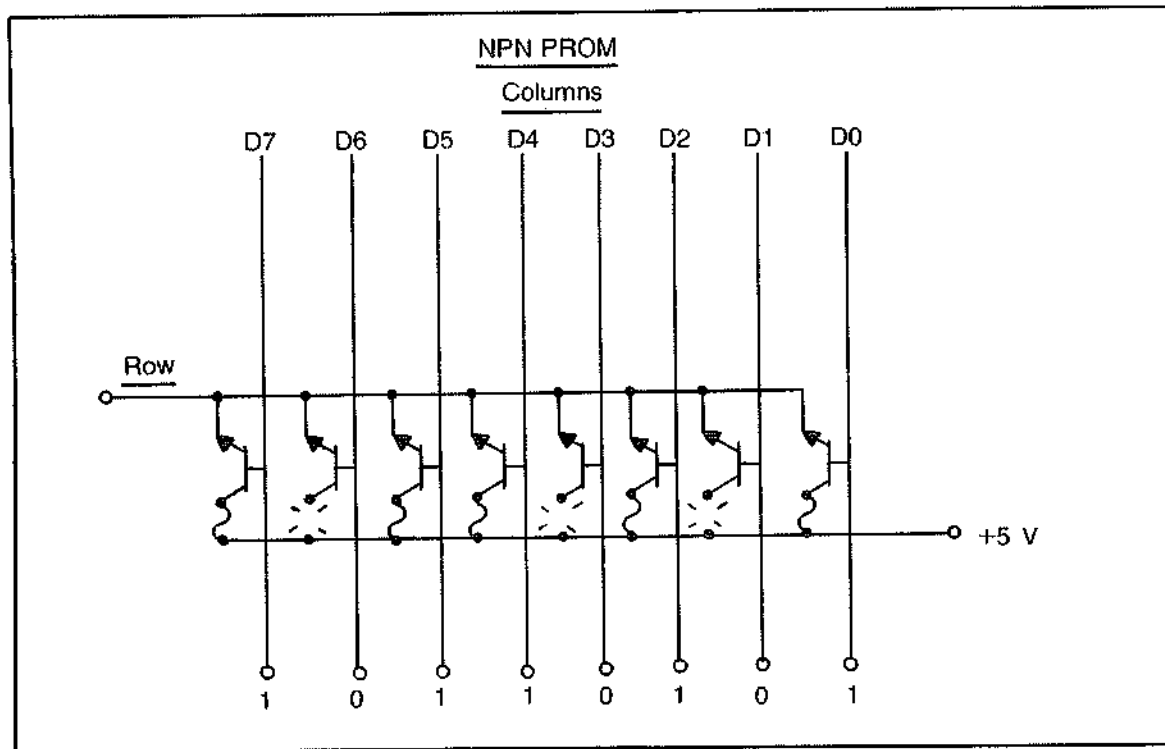 NPN PROM
Columns
D7 D6 D5 D4 D3 D2 D1 D0
Row
+5 V
1 0 1 1 0 1 0 1